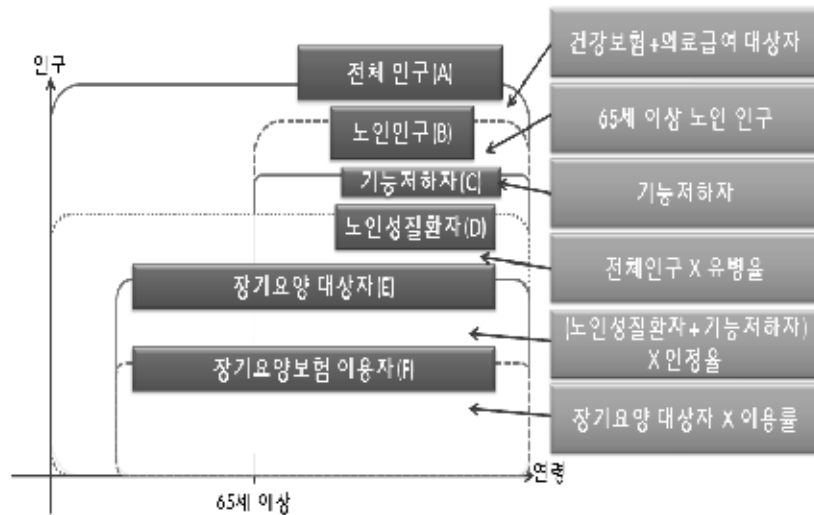 인구
전체 인구(A)
노인인구(B)
기능저하자(C)
노인성질환자(D)
장기요양 대상자(E)
장기요양보험 이용자(F)
65세 이상
연령
건강보험+의료급여 대상자
65세 이상 노인 인구
기능저하자
전체인구 X 유병율
(노인성질환자+기능저하자)
X 인정율
장기요양 대상자 X 이용률